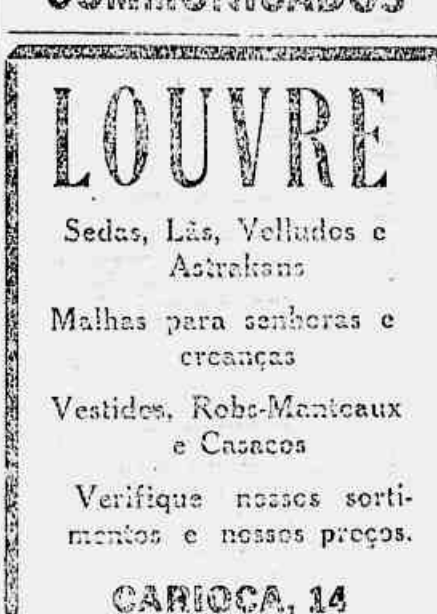 COMMUNICADOS
LOUVRE
Sedas, Lãs, Velludos e
Astrakans
Malhas para senhoras e
creanças
Vestidos, Robs-Manteaux
e Casacos
Verifique nossos sorti-
mentos e nossos preços.
CARIOCA, 14